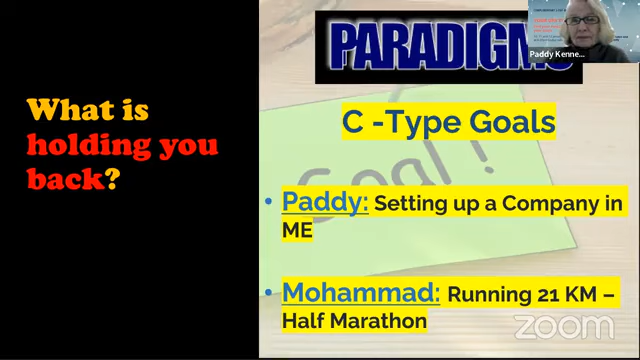 What is
holding you
back?
PARADIGMS
C -Type Goals
Goal!
• Paddy: Setting up a Company in
ME
• Mohammad: Running 21 KM –
Half Marathon
Paddy Kenne...
zoom